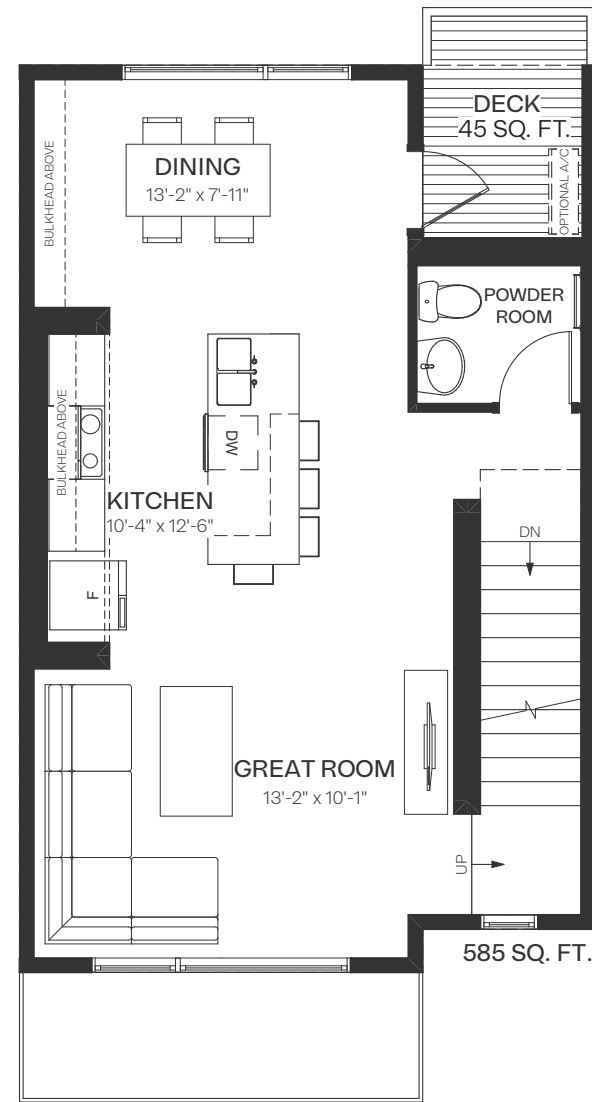 DECK
45 SQ. FT.
OPTIONAL A/C
BULKHEAD ABOVE
DINING
13'-2" x 7'-11"
POWDER
ROOM
BULKHEAD ABOVE
DW
KITCHEN
10'-4" x 12'-6"
F
DN
GREAT ROOM
13'-2" x 10'-1"
UP
585 SQ. FT.